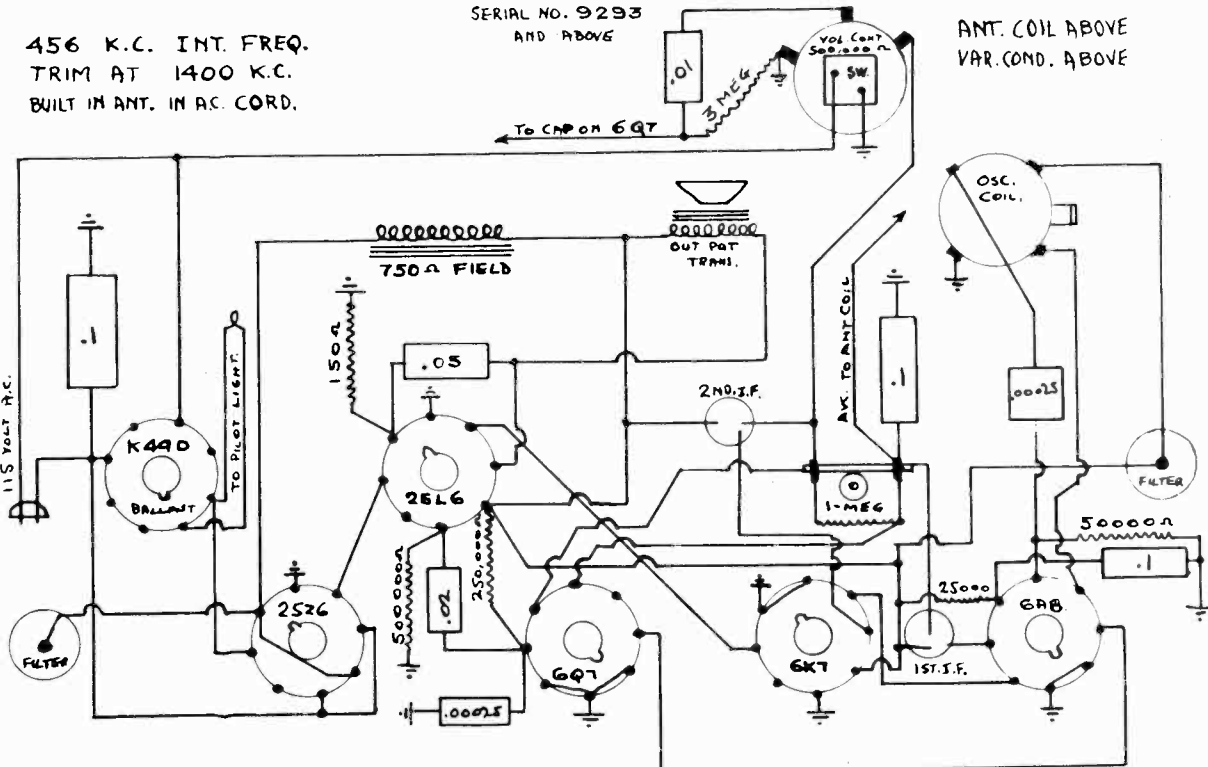 SERIAL NO. 9293
AND ABOVE
456 K.C. INT. FREQ.
TRIM AT 1400 K.C.
BUILT IN ANT. IN AC. CORD.
ANT. COIL ABOVE
VAR. COND. ABOVE
VOL. CONT
500,000 Ω
SW.
.01
3 MEG
TO CAP ON 6Q7
OSC.
COIL.
750 Ω FIELD
OUT PUT
TRANS.
.1
150 Ω
.05
AVC. TO ANT COIL
.1
.00025
2ND. I.F.
115 VOLT A.C.
K49D
BALLANT
TO PILOT LIGHT.
25L6
0
1-MEG
FILTER
50000 Ω
500000 Ω
.02
250,000
25000
.1
25Z6
6Q7
6K7
1ST. I.F.
6A8
FILTER
.00025